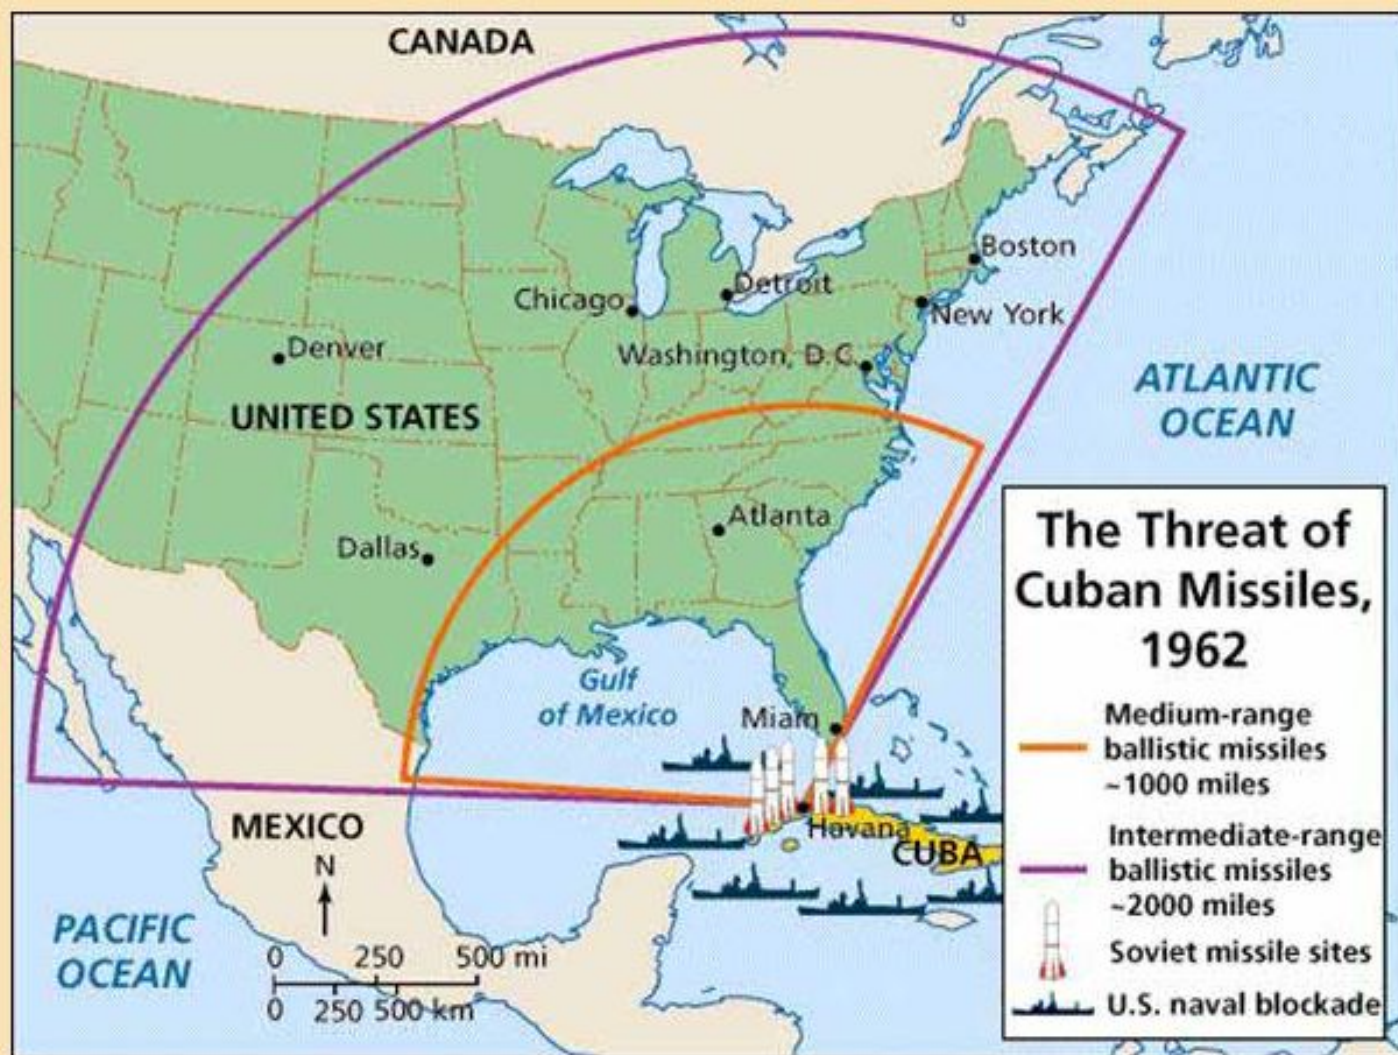 CANADA
Boston
Detroit
Chicago
New York
Denver
Washington, D.C.
UNITED STATES
ATLANTIC
OCEAN
Atlanta
Dallas
Gulf
of Mexico
Miam
Havana
CUBA
MEXICO
N
PACIFIC
OCEAN
0 250 500 mi
0 250 500 km
The Threat of
Cuban Missiles,
1962
Medium-range
ballistic missiles
~1000 miles
Intermediate-range
ballistic missiles
~2000 miles
Soviet missile sites
U.S. naval blockade